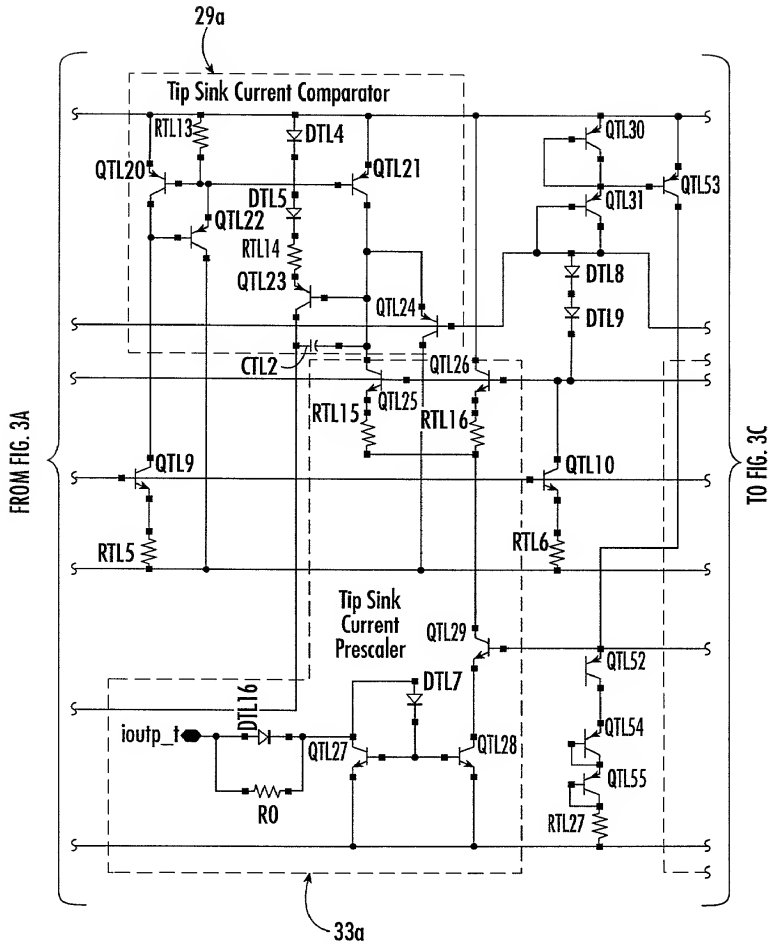 29a
Tip Sink Current Comparator
RTL13
DTL4
QTL30
QTL20
QTL21
QTL53
DTL5
QTL31
QTL22
RTL14
QTL23
DTL8
QTL24
DTL9
CTL2
QTL26
QTL25
RTL15
RTL16
FROM FIG. 3A
TO FIG. 3C
QTL9
QTL10
RTL5
RTL6
Tip Sink
Current
Prescaler
QTL29
QTL52
DTL16
DTL7
ioutp_t
QTL27
QTL28
QTL54
QTL55
R0
RTL27
33a